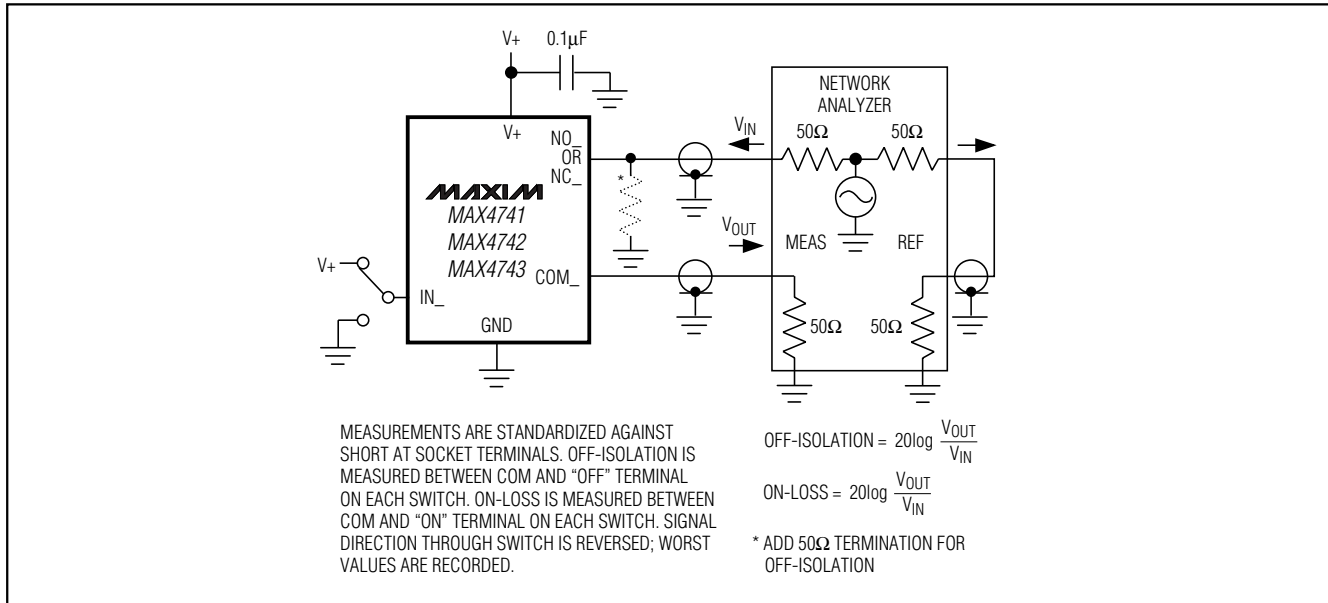 V+ 0.1µF
V+
NO_
OR
NC_
MAXIM
MAX4741
MAX4742
MAX4743
COM_
V+
IN_
GND
*
VIN
VOUT
NETWORK
ANALYZER
50Ω 50Ω
MEAS REF
50Ω 50Ω
MEASUREMENTS ARE STANDARDIZED AGAINST
SHORT AT SOCKET TERMINALS. OFF-ISOLATION IS
MEASURED BETWEEN COM AND “OFF” TERMINAL
ON EACH SWITCH. ON-LOSS IS MEASURED BETWEEN
COM AND “ON” TERMINAL ON EACH SWITCH. SIGNAL
DIRECTION THROUGH SWITCH IS REVERSED; WORST
VALUES ARE RECORDED.
OFF-ISOLATION = 20log VOUT
VIN
ON-LOSS = 20log VOUT
VIN
* ADD 50Ω TERMINATION FOR
OFF-ISOLATION